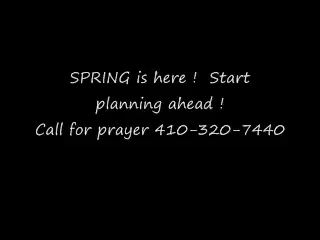 SPRING is here !  Start
planning ahead !
Call for prayer 410-320-7440